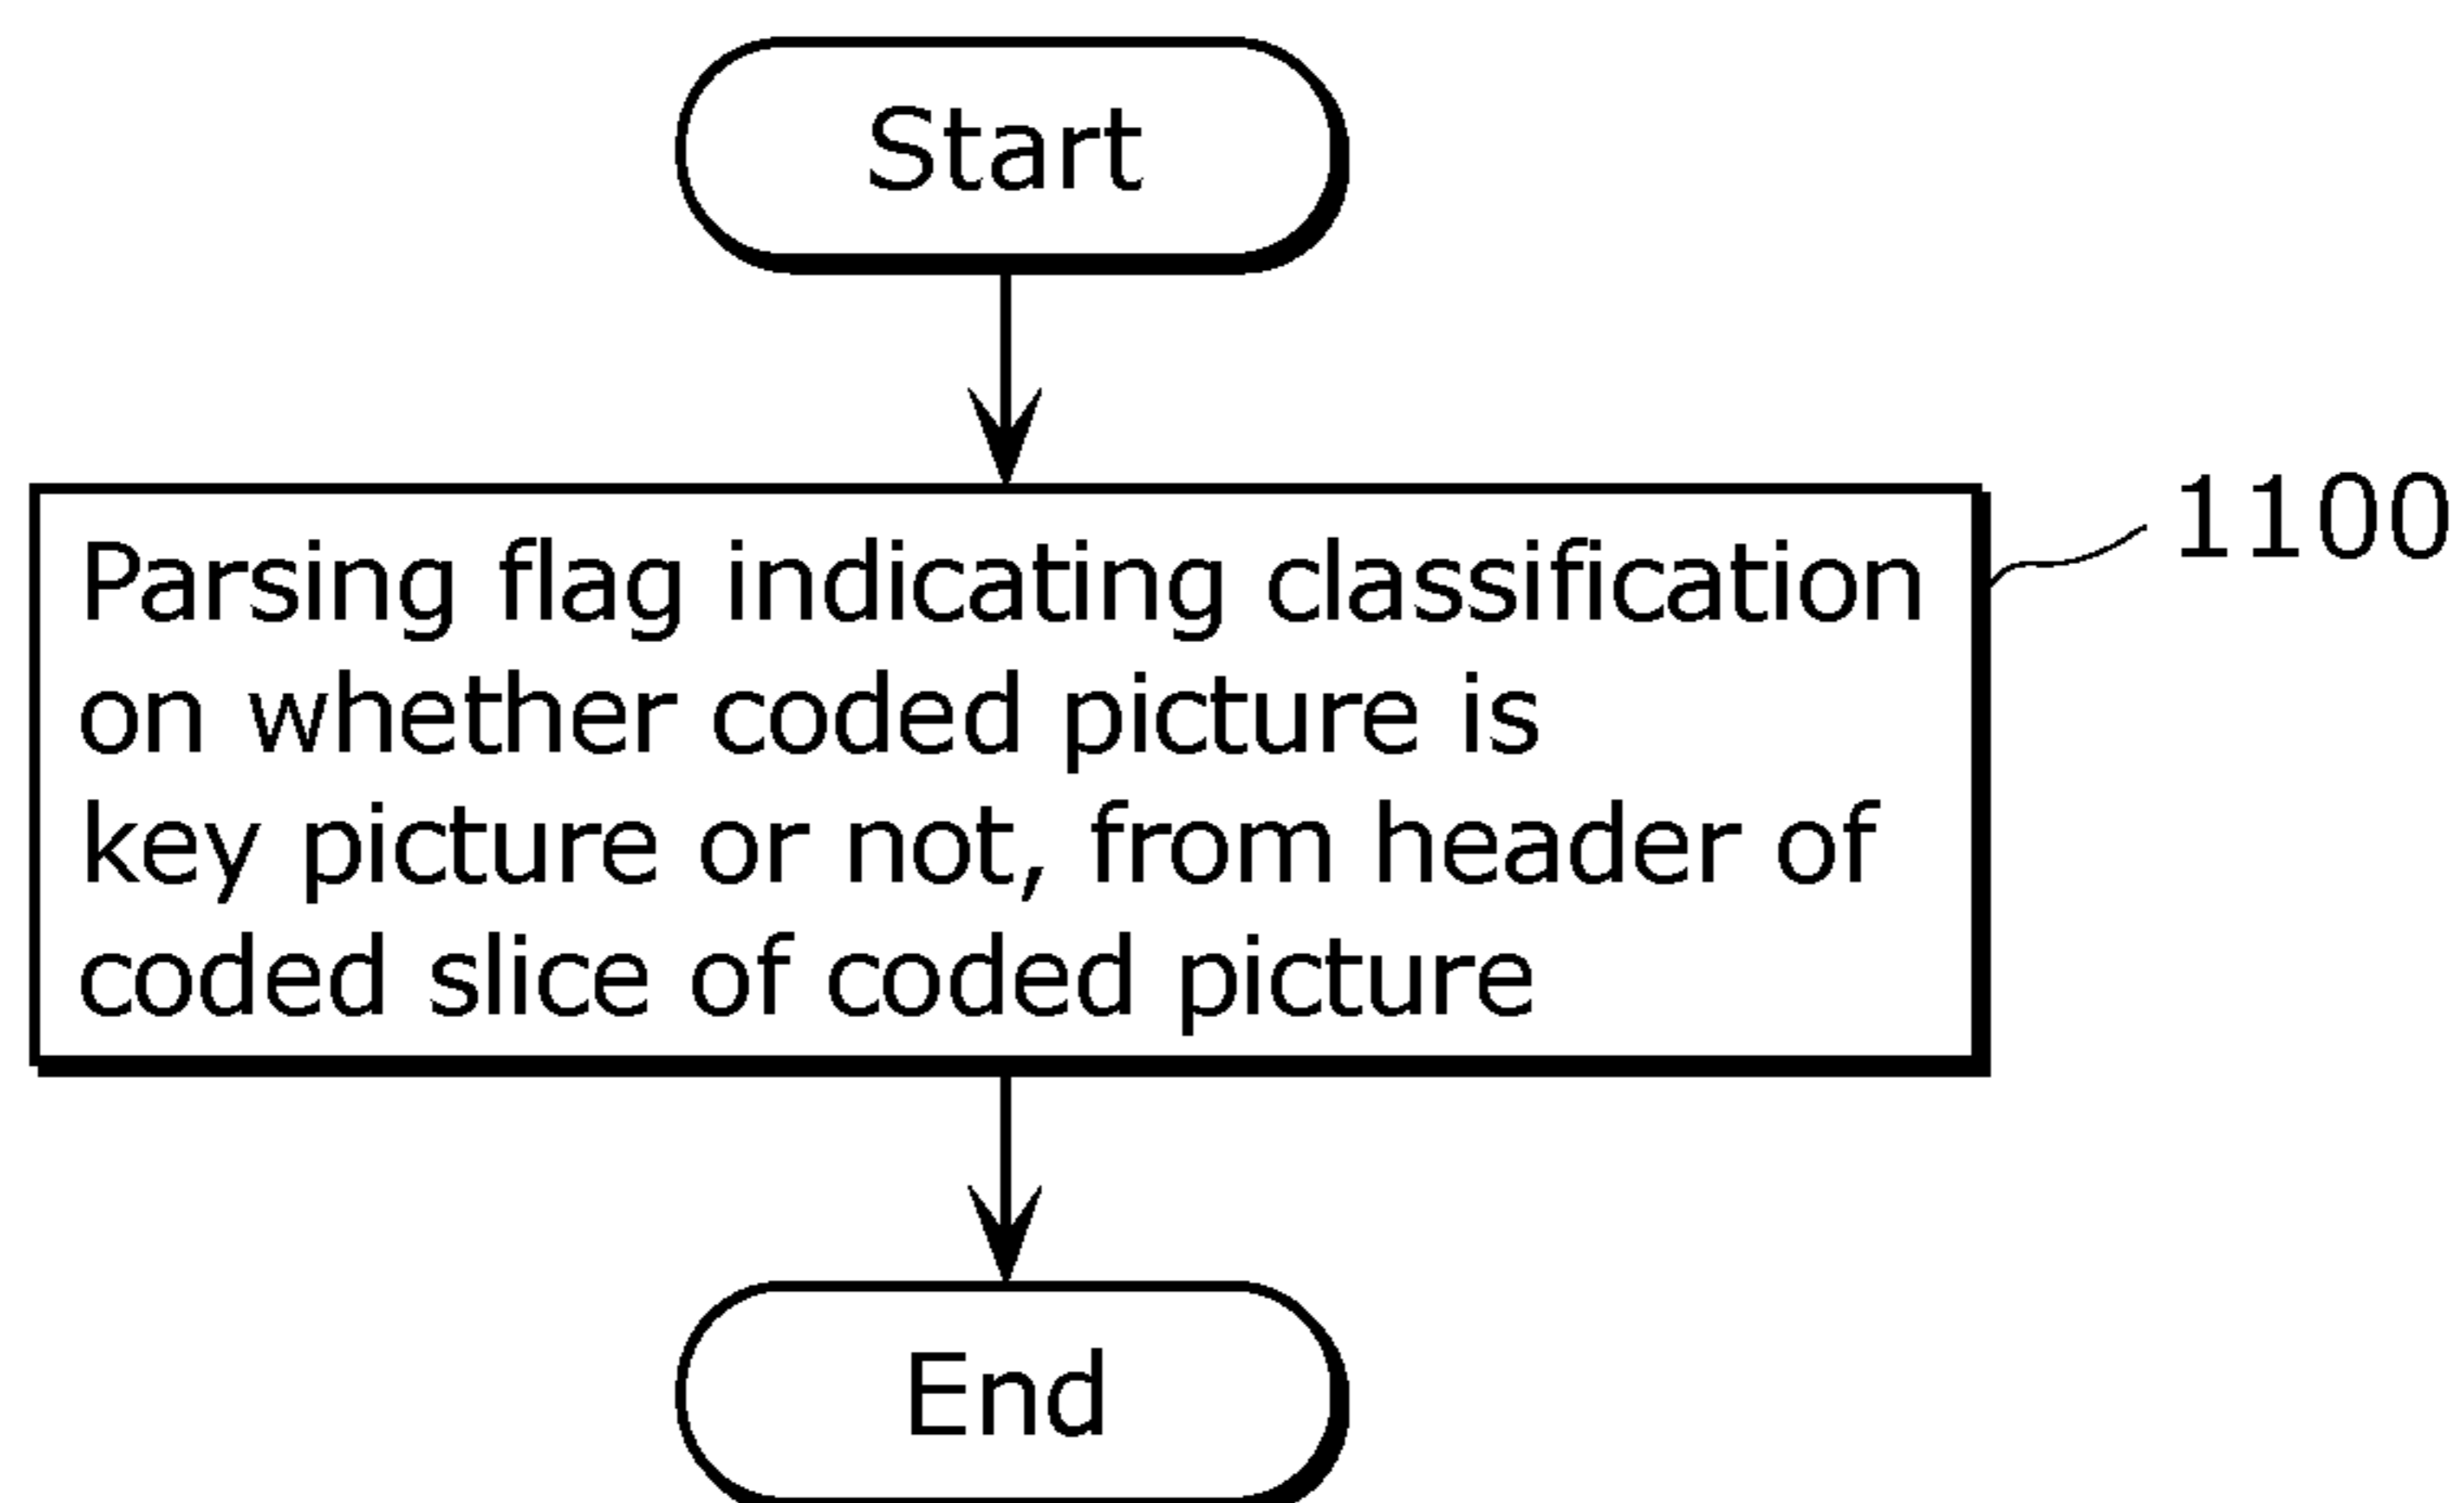 Start
1100
Parsing flag indicating classification
on whether coded picture is
key picture or not, from header of
coded slice of coded picture
End